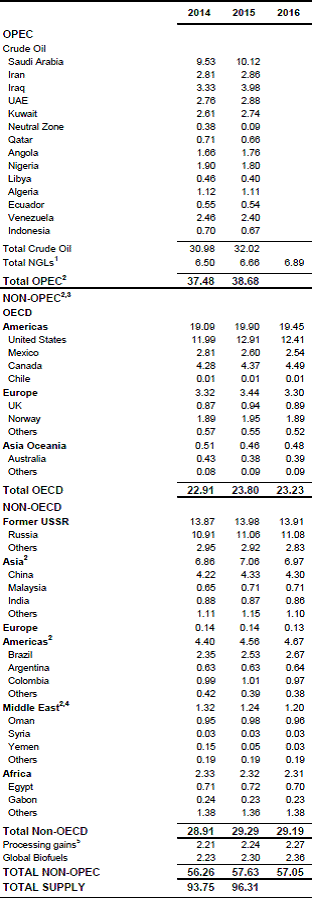 2014 2015 2016
OPEC
Crude Oil
Saudi Arabia 9.53 10.12
Iran 2.81 2.86
Iraq 3.33 3.98
UAE 2.76 2.88
Kuwait 2.61 2.74
Neutral Zone 0.38 0.09
Qatar 0.71 0.66
Angola 1.66 1.76
Nigeria 1.90 1.80
Libya 0.46 0.40
Algeria 1.12 1.11
Ecuador 0.55 0.54
Venezuela 2.46 2.40
Indonesia 0.70 0.67
Total Crude Oil 30.98 32.02
Total NGLs¹ 6.50 6.66 6.89
Total OPEC² 37.48 38.68
NON-OPEC²,³
OECD
Americas 19.09 19.90 19.45
United States 11.99 12.91 12.41
Mexico 2.81 2.60 2.54
Canada 4.28 4.37 4.49
Chile 0.01 0.01 0.01
Europe 3.32 3.44 3.30
UK 0.87 0.94 0.89
Norway 1.89 1.95 1.89
Others 0.57 0.55 0.52
Asia Oceania 0.51 0.46 0.48
Australia 0.43 0.38 0.39
Others 0.08 0.09 0.09
Total OECD 22.91 23.80 23.23
NON-OECD
Former USSR 13.87 13.98 13.91
Russia 10.91 11.06 11.08
Others 2.95 2.92 2.83
Asia² 6.86 7.06 6.97
China 4.22 4.33 4.30
Malaysia 0.65 0.71 0.71
India 0.88 0.87 0.86
Others 1.11 1.15 1.10
Europe 0.14 0.14 0.13
Americas² 4.40 4.56 4.67
Brazil 2.35 2.53 2.67
Argentina 0.63 0.63 0.64
Colombia 0.99 1.01 0.97
Others 0.42 0.39 0.38
Middle East²,⁴ 1.32 1.24 1.20
Oman 0.95 0.98 0.96
Syria 0.03 0.03 0.03
Yemen 0.15 0.05 0.03
Others 0.19 0.19 0.19
Africa 2.33 2.32 2.31
Egypt 0.71 0.72 0.70
Gabon 0.24 0.23 0.23
Others 1.38 1.36 1.38
Total Non-OECD 28.91 29.29 29.19
Processing gains⁵ 2.21 2.24 2.27
Global Biofuels 2.23 2.30 2.36
TOTAL NON-OPEC 56.26 57.63 57.05
TOTAL SUPPLY 93.75 96.31